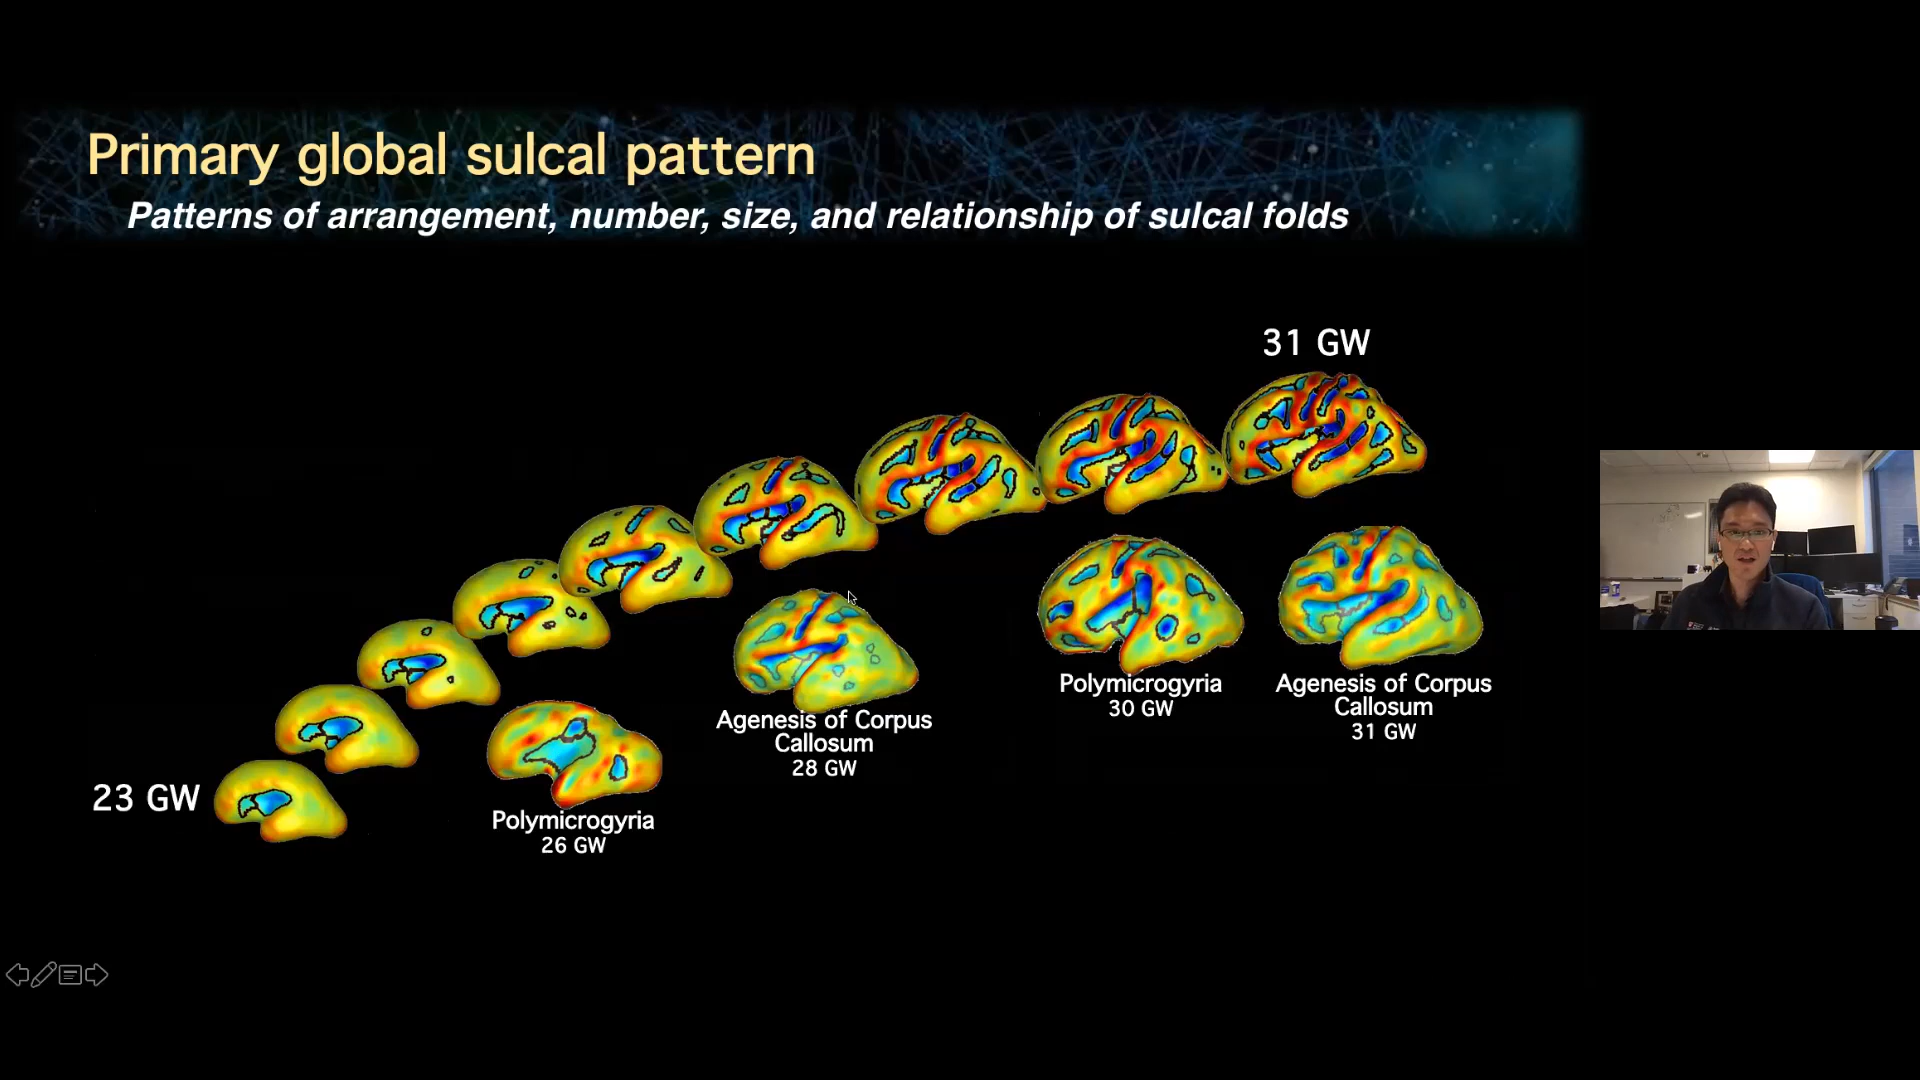 Primary global sulcal pattern
Patterns of arrangement, number, size, and relationship of sulcal folds
31 GW
23 GW
Polymicrogyria
26 GW
Agenesis of Corpus
Callosum
28 GW
Polymicrogyria
30 GW
Agenesis of Corpus
Callosum
31 GW